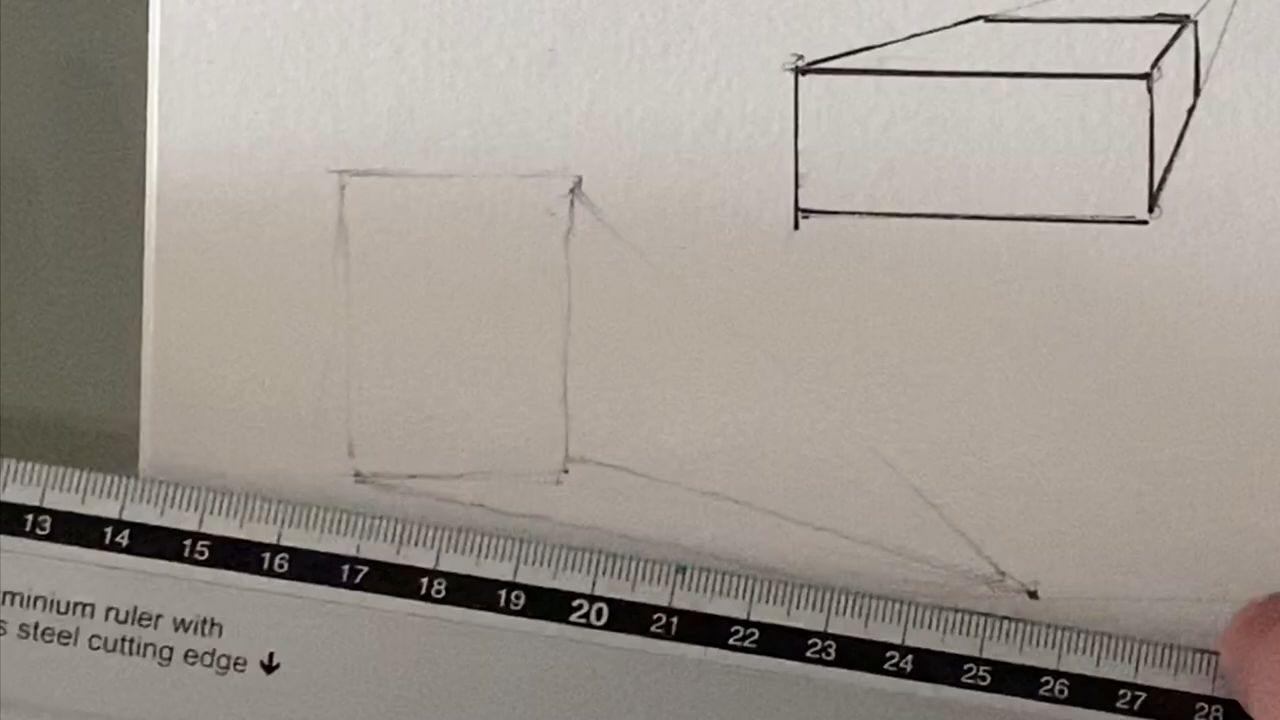 13 14 15 16 17 18 19 20 21 22 23 24 25 26 27 28
minium ruler with
s steel cutting edge ↓